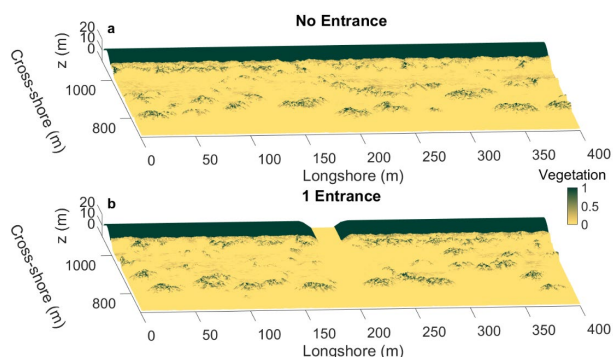 No Entrance
a
20
10
0
z (m)
1000
800
Cross-shore (m)
0 50 100 150 200 250 300 350 400
Longshore (m)
Vegetation
1
0.5
0
1 Entrance
b
20
10
0
z (m)
1000
800
Cross-shore (m)
0 50 100 150 200 250 300 350 400
Longshore (m)